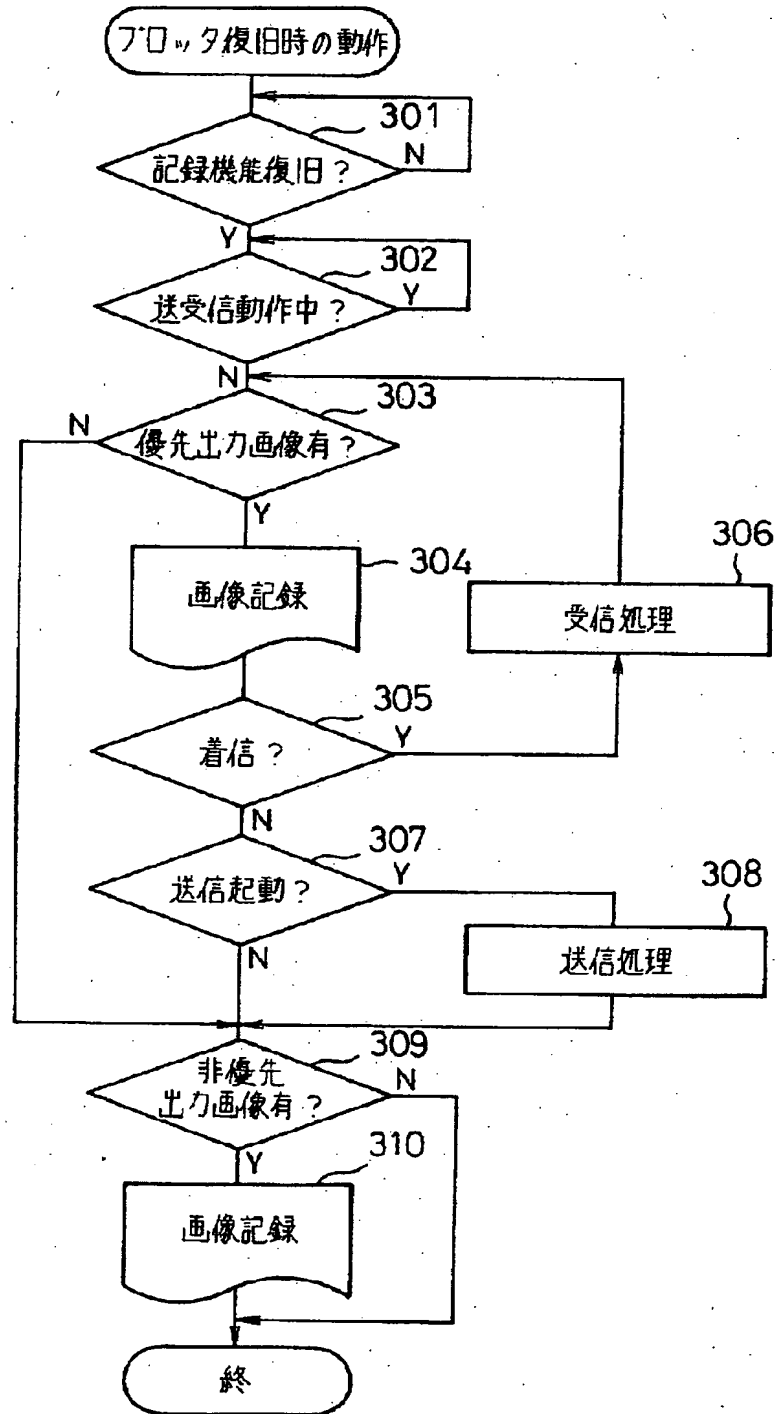 プロッタ復旧時の動作
301
記録機能復旧？
N
Y
302
送受信動作中？
Y
N
303
N
優先出力画像有？
Y
306
304
画像記録
受信処理
305
着信？
Y
N
307
送信起動？
Y
308
N
送信処理
309
非優先
出力画像有？
N
Y
310
画像記録
終